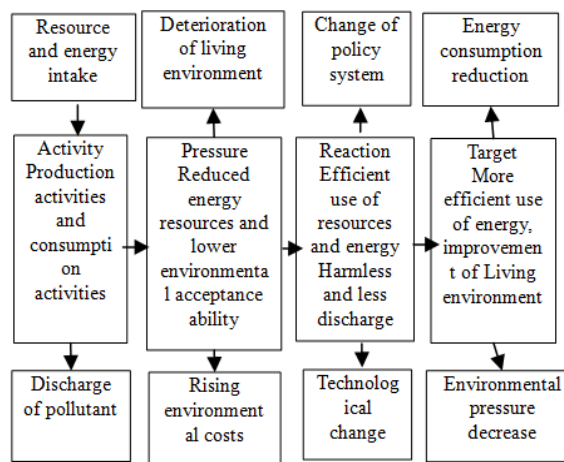 Resource
and energy
intake
Deterioration
of living
environment
Change of
policy
system
Energy
consumption
reduction
Activity
Production
activities
and
consumpti
on
activities
Pressure
Reduced
energy
resources and
lower
environmenta
l acceptance
ability
Reaction
Efficient
use of
resources
and energy
Harmless
and less
discharge
Target
More
efficient use
of energy,
improvemen
t of Living
environment
Discharge
of pollutant
Rising
environment
al costs
Technolog
ical
change
Environmental
pressure
decrease